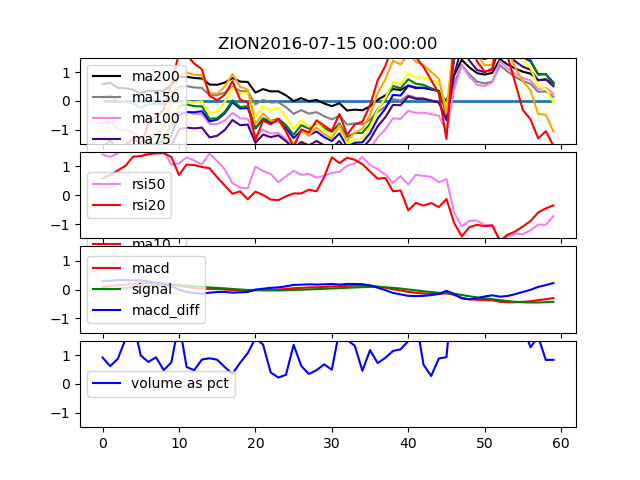 ZION2016-07-15 00:00:00
1
0
−1
ma200
ma150
ma100
ma75
1
0
−1
rsi50
rsi20
ma10
1
0
−1
macd
signal
macd_diff
1
0
−1
volume as pct
0 10 20 30 40 50 60